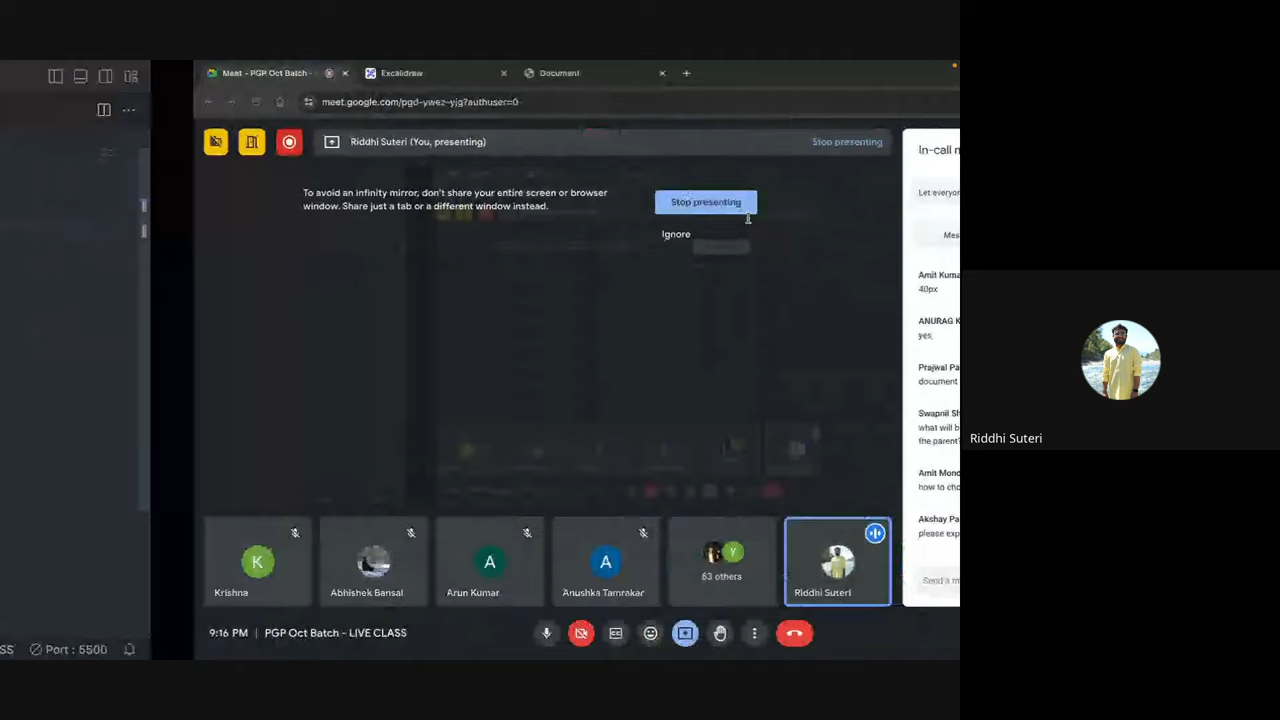 Meet - PGP Oct Batch -
Excalidraw
Document
meet.google.com/pgd-ywez-yjg?authuser=0
Riddhi Suteri (You, presenting)
Stop presenting
In-call
To avoid an infinity mirror, don't share your entire screen or browser
window. Share just a tab or a different window instead.
Stop presenting
Ignore
Let everyon
Mes
Amit Kuma
40px
ANURAG K
yes,
Prajwal Pa
document
Swapnil Sh
what will b
the parent?
Amit Mond
how to cho
Akshay Pa
please exp
Send a m
Krishna
Abhishek Bansal
Arun Kumar
Anushka Tamrakar
63 others
Riddhi Suteri
K
A
A
Y
9:16 PM | PGP Oct Batch - LIVE CLASS
SS
Port : 5500
Riddhi Suteri